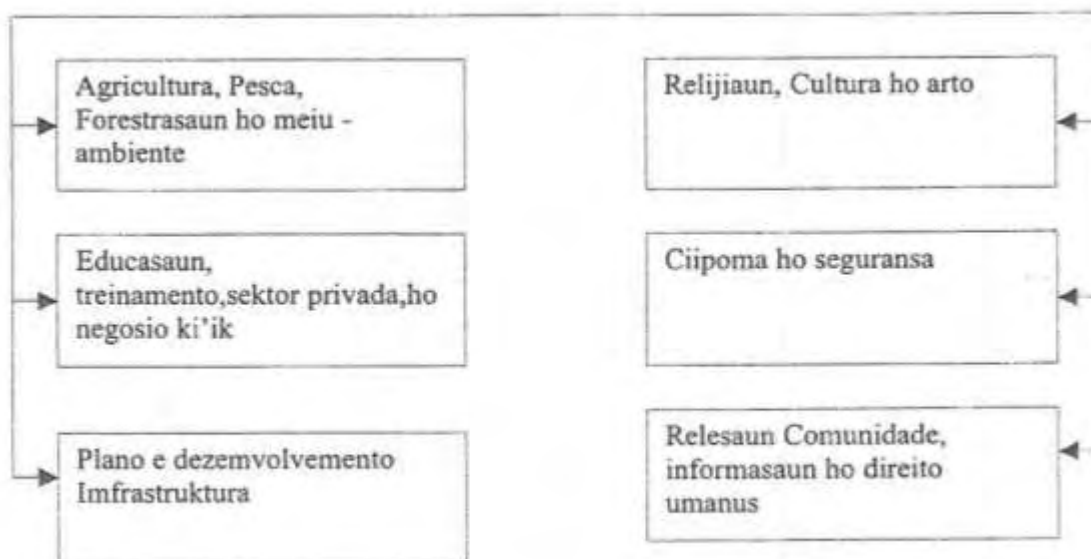 Agricultura, Pesca,
Forestrasaun ho meiu -
ambiente
Relijiaun, Cultura ho arto
Educasaun,
treinamento,sektor privada,ho
negosio ki'ik
Ciipoma ho seguransa
Plano e dezemvolvemento
Imfrastruktura
Relesaun Comunidade,
informasaun ho direito
umanus